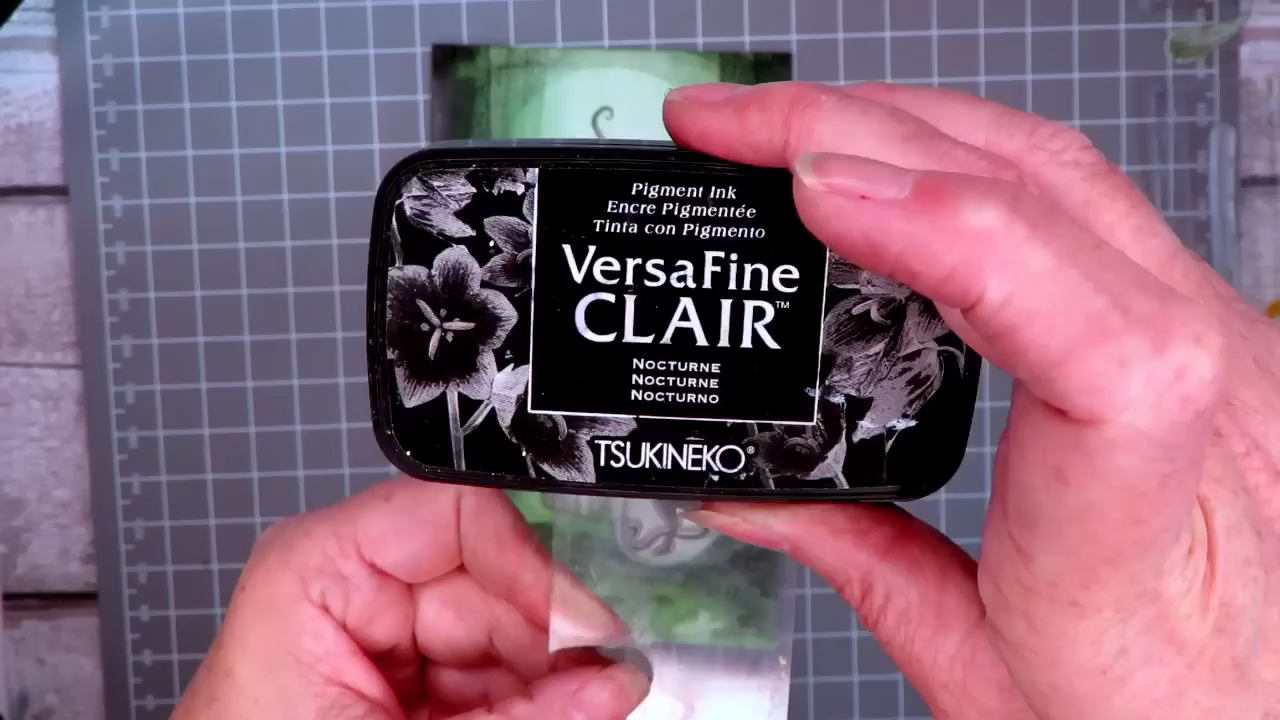 Pigment Ink
Encre Pigmentée
Tinta con Pigmento
VersaFine
CLAIR™
NOCTURNE
NOCTURNE
NOCTURNO
TSUKINEKO®